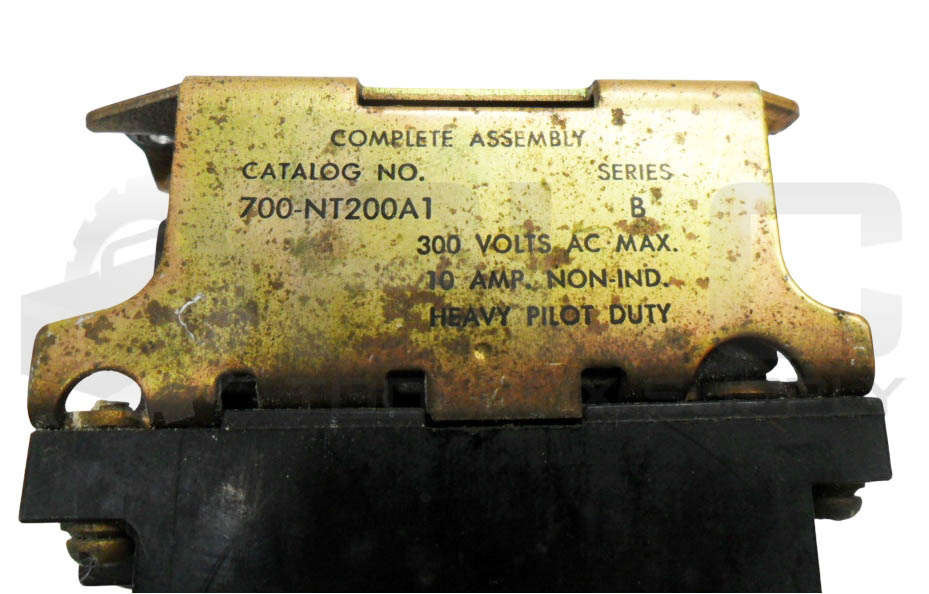 COMPLETE ASSEMBLY
CATALOG NO. SERIES
700-NT200A1 B
300 VOLTS AC MAX.
10 AMP. NON-IND.
HEAVY PILOT DUTY